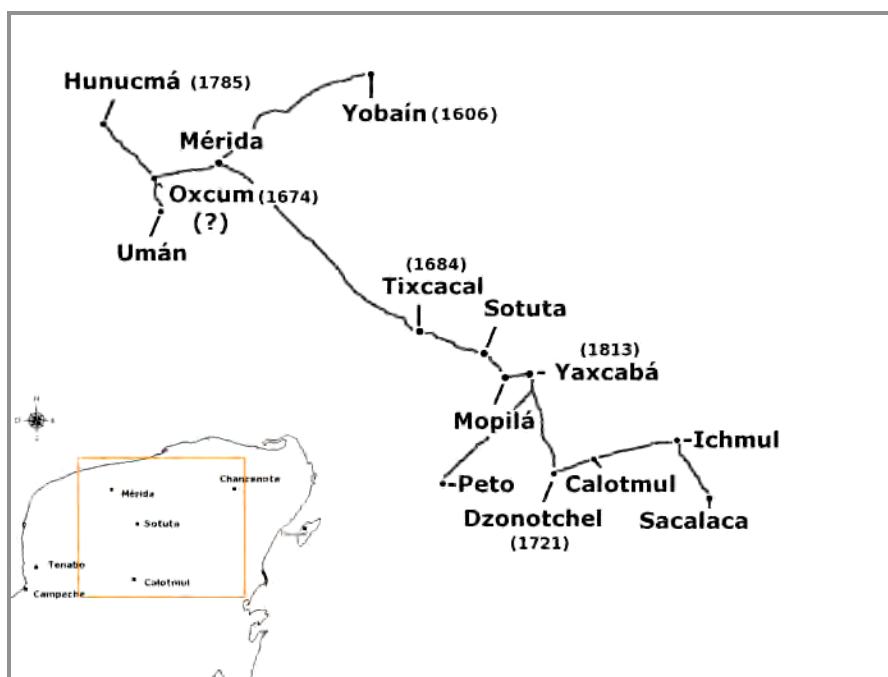 Hunucmá (1785)
Yobaín (1606)
Mérida
Oxcum (1674)
(?)
Umán
(1684)
Tixcacal
Sotuta
(1813)
Yaxcabá
Mopilá
Ichmul
Peto
Calotmul
Dzonotchel
(1721)
Sacalaca
N
Chancenote
Mérida
Sotuta
Tenabo
Calotmul
Campeche